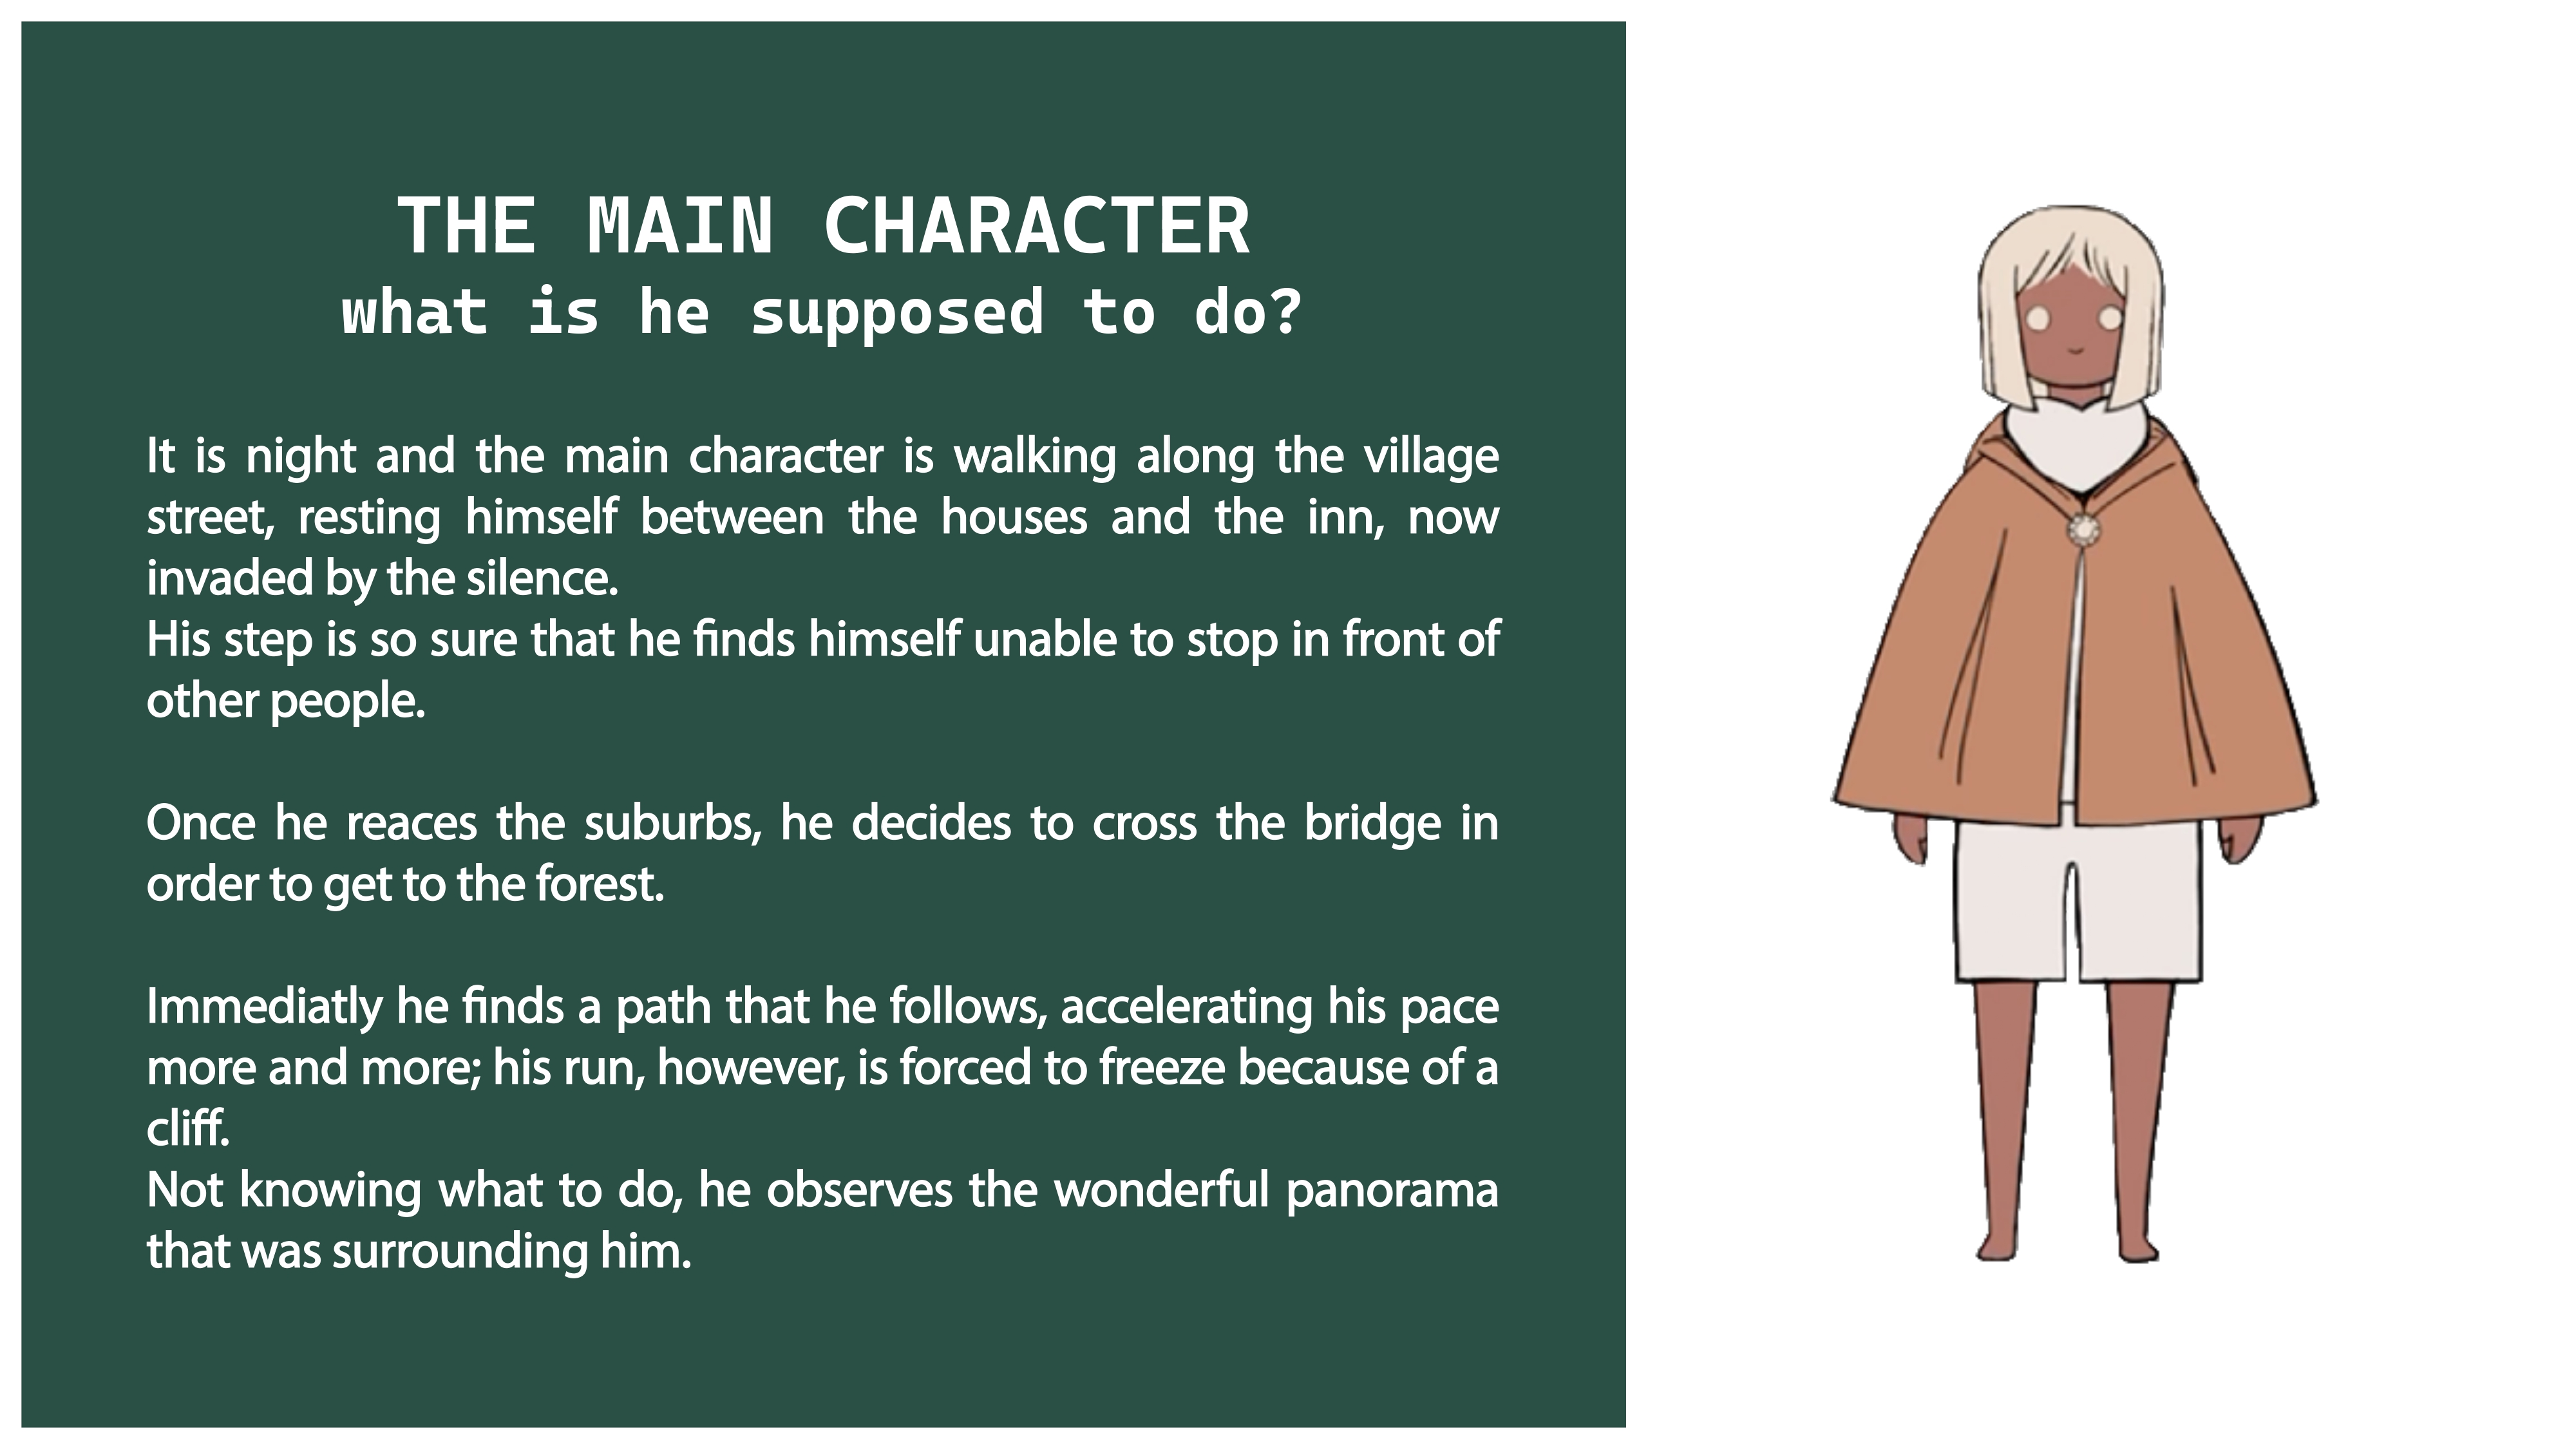 THE MAIN CHARACTER
what is he supposed to do?
It is night and the main character is walking along the village
street, resting himself between the houses and the inn, now
invaded by the silence.
His step is so sure that he finds himself unable to stop in front of
other people.
Once he reaces the suburbs, he decides to cross the bridge in
order to get to the forest.
Immediatly he finds a path that he follows, accelerating his pace
more and more; his run, however, is forced to freeze because of a
cliff.
Not knowing what to do, he observes the wonderful panorama
that was surrounding him.